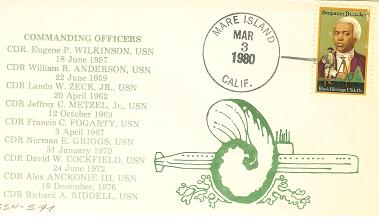 COMMANDING OFFICERS
CDR Eugene P. WILKINSON, USN
18 June 1957
CDR William R. ANDERSON, USN
22 June 1959
CDR Lando W. ZECK, JR., USN
20 April 1962
CDR Jeffrey C. METZEL, Jr., USN
12 October 1963
CDR Francis C. FOGARTY, USN
3 April 1967
CDR Norman E. GRIGGS, USN
31 January 1970
CDR David W. COCKFIELD, USN
24 June 1972
CDR Alex ANCKONIE III, USN
19 December, 1976
CDR Richard A. RIDDELL, USN
SSN-571
MARE ISLAND
MAR
3
1980
CALIF.
Benjamin Banneker
Black Heritage USA 15c